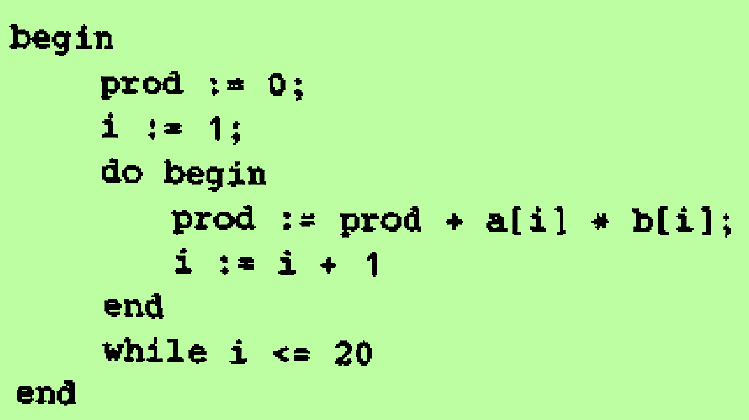 begin
prod := 0;
i := 1;
do begin
prod := prod + a[i] * b[i];
i := i + 1
end
while i <= 20
end